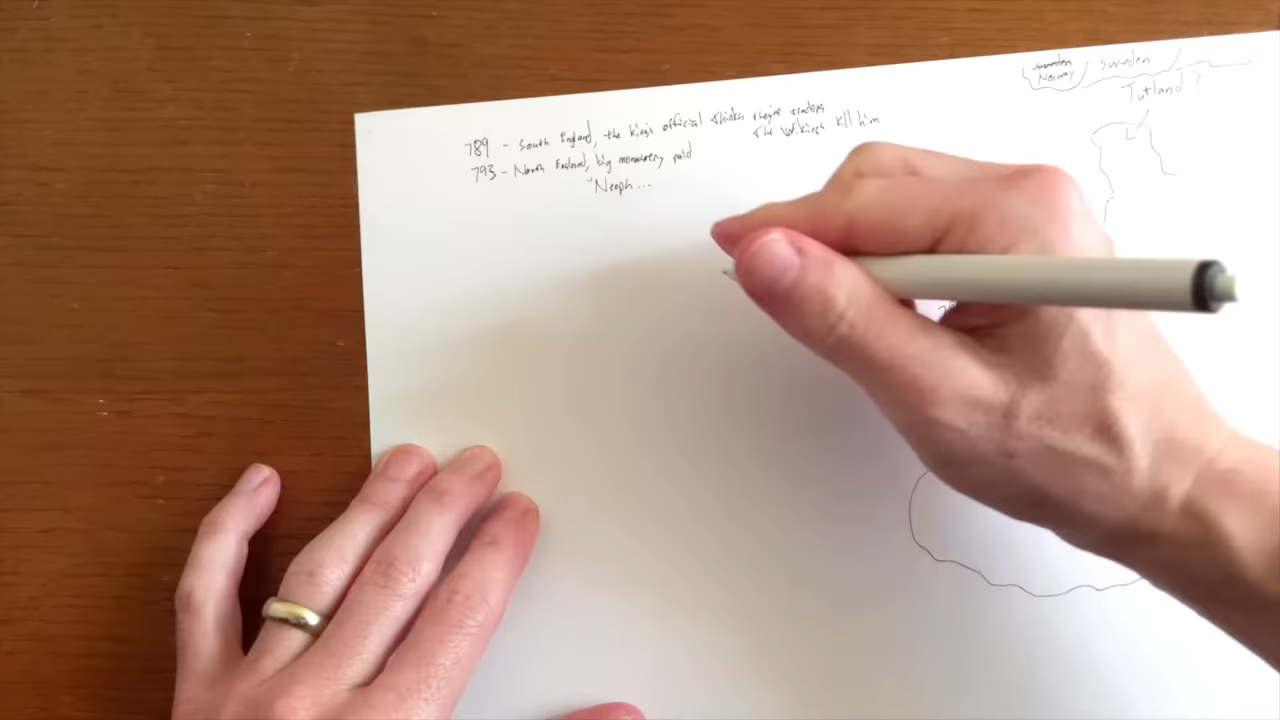 789 - South England, the king's official thinks they're traders
The Vikings kill him
793 - North England, big monastery raid
"Neoph...
Sweden
Norway
Sweden
Jutland?